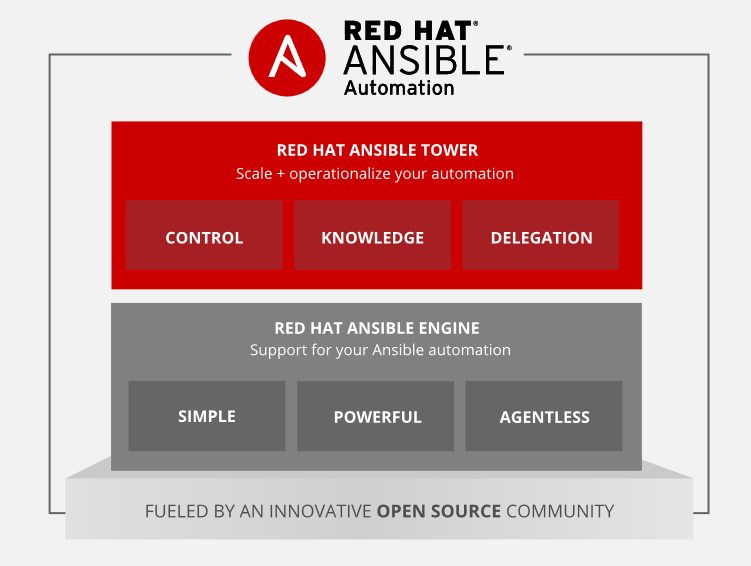 RED HAT®
ANSIBLE®
Automation
RED HAT ANSIBLE TOWER
Scale + operationalize your automation
CONTROL
KNOWLEDGE
DELEGATION
RED HAT ANSIBLE ENGINE
Support for your Ansible automation
SIMPLE
POWERFUL
AGENTLESS
FUELED BY AN INNOVATIVE OPEN SOURCE COMMUNITY